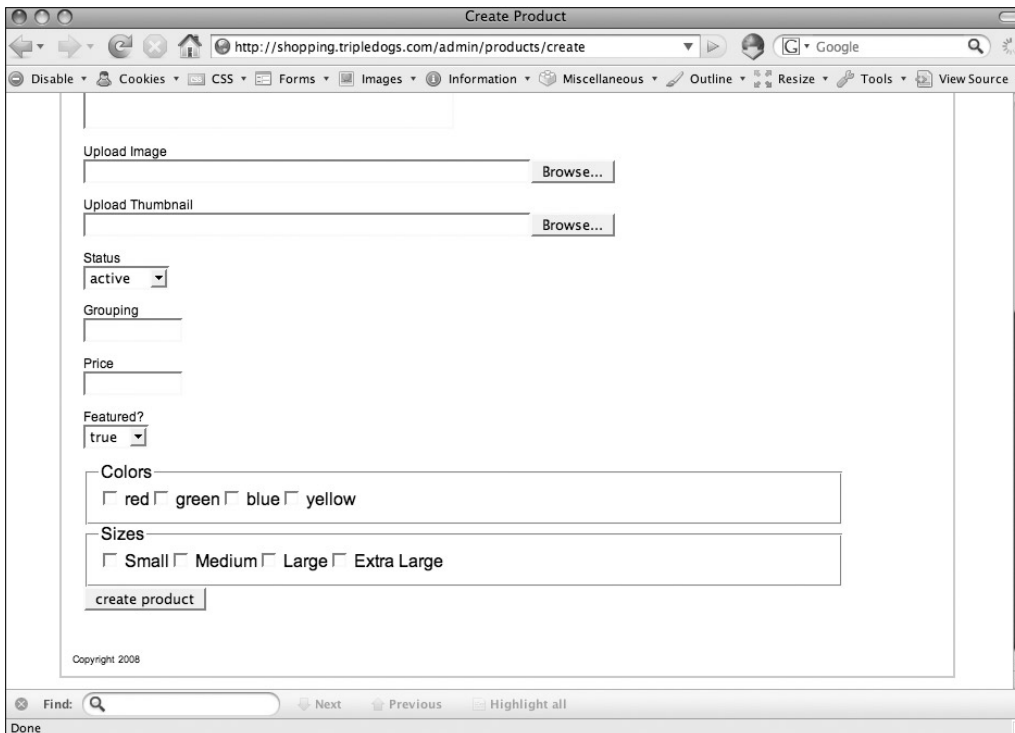 Create Product
http://shopping.tripledogs.com/admin/products/create
G Google
Disable Cookies CSS Forms Images Information Miscellaneous Outline Resize Tools View Source
Upload Image
Browse...
Upload Thumbnail
Browse...
Status
active
Grouping
Price
Featured?
true
Colors
red green blue yellow
Sizes
Small Medium Large Extra Large
create product
Copyright 2008
Find: Next Previous Highlight all
Done